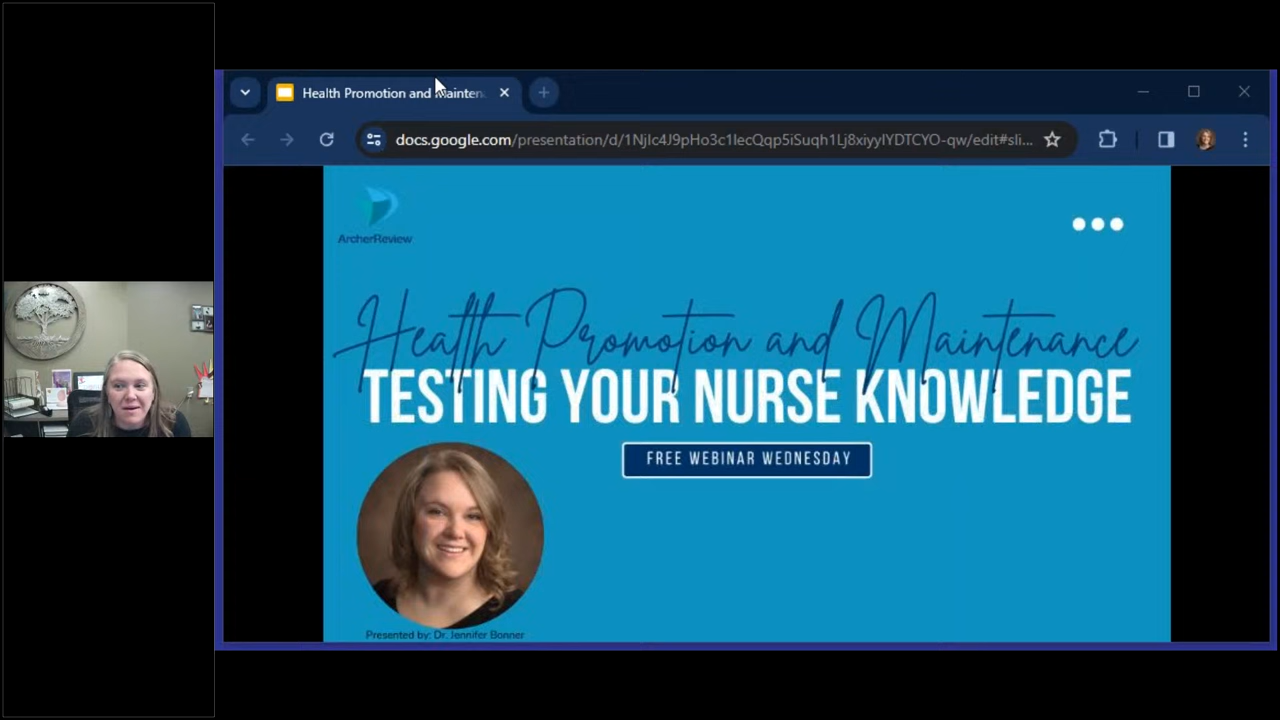 Health Promotion and Mainten
docs.google.com/presentation/d/1Njlc4J9pHo3c1lecQqp5iSuqh1Lj8xiyylYDTCYO-qw/edit#sli...
ArcherReview
Health Promotion and Maintenance
TESTING YOUR NURSE KNOWLEDGE
FREE WEBINAR WEDNESDAY
Presented by: Dr. Jennifer Bonner